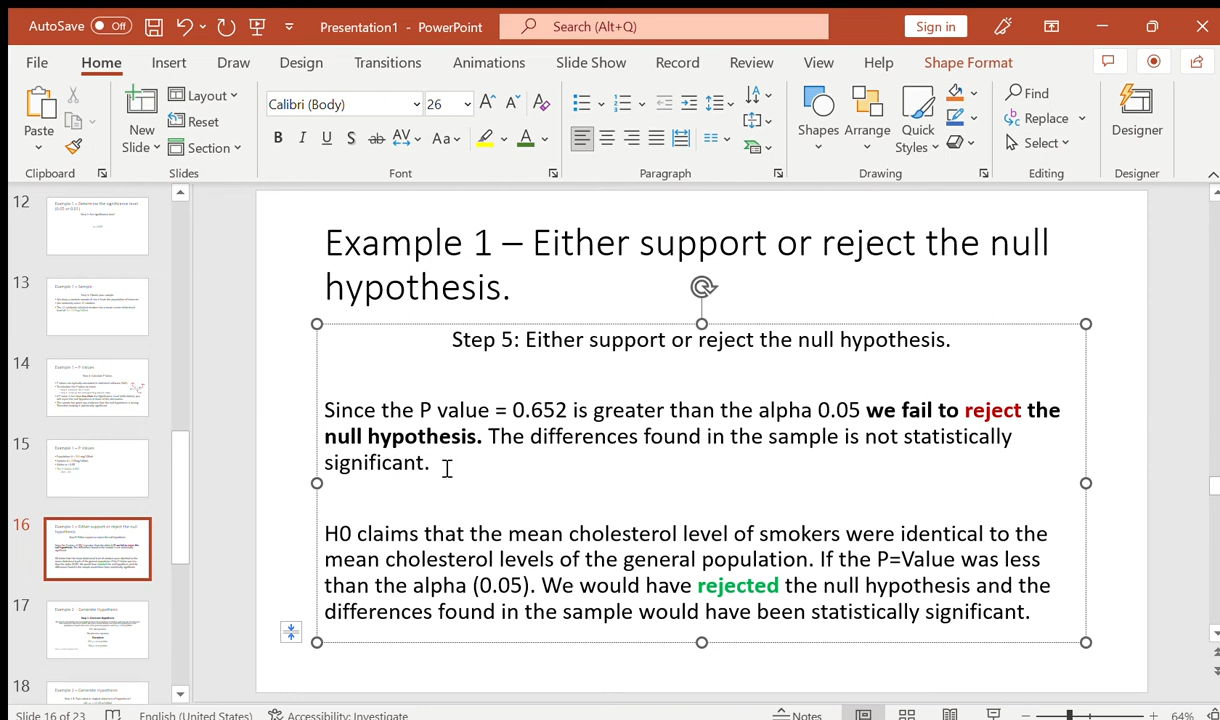 AutoSave Off Presentation1 - PowerPoint Search (Alt+Q) Sign in
File Home Insert Draw Design Transitions Animations Slide Show Record Review View Help Shape Format
Paste New Slide Layout Reset Section Calibri (Body) 26 Shapes Arrange Quick Styles Find Replace Select Designer
Clipboard Slides Font Paragraph Drawing Editing Designer
12
13
14
15
16
17
18
Example 1 – Either support or reject the null
hypothesis.
Step 5: Either support or reject the null hypothesis.
Since the P value = 0.652 is greater than the alpha 0.05 we fail to reject the
null hypothesis. The differences found in the sample is not statistically
significant.
H0 claims that the mean cholesterol level of smokers were identical to the
mean cholesterol levels of the general population. If the P=Value was less
than the alpha (0.05). We would have rejected the null hypothesis and the
differences found in the sample would have been statistically significant.
Slide 16 of 23 English (United States) Accessibility: Investigate Notes 64%